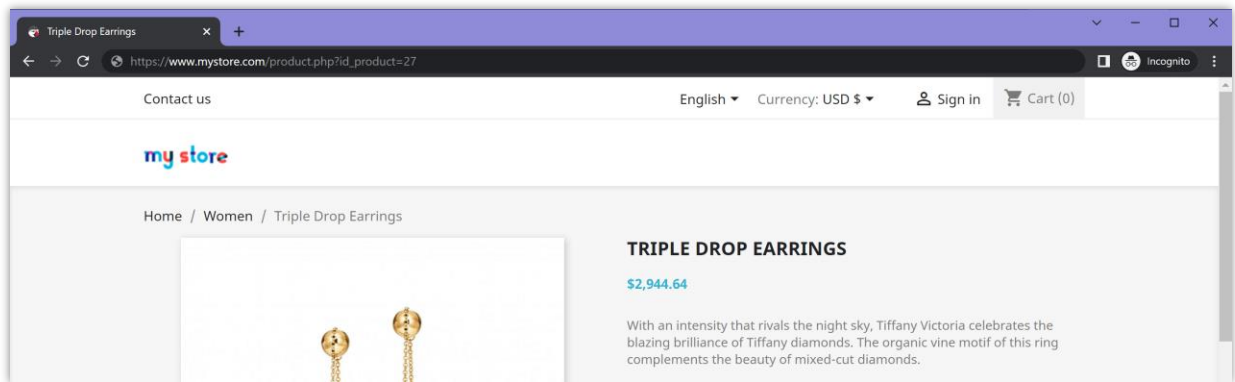 Triple Drop Earrings
https://www.mystore.com/product.php?id_product=27
Incognito
Contact us
English Currency: USD $ Sign in Cart (0)
my store
Home / Women / Triple Drop Earrings
TRIPLE DROP EARRINGS
$2,944.64
With an intensity that rivals the night sky, Tiffany Victoria celebrates the
blazing brilliance of Tiffany diamonds. The organic vine motif of this ring
complements the beauty of mixed-cut diamonds.